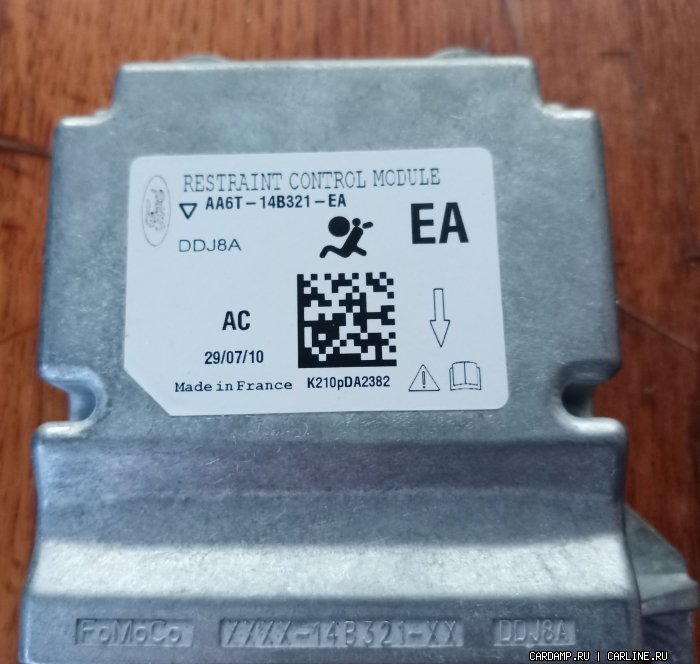 RESTRAINT CONTROL MODULE
Ford
AA6T-14B321-EA
EA
DDJ8A
AC
29/07/10
Made in France
K210pDA2382
FoMoCo XXXX-14B321-XX DDJ8A
CARDAMP.RU | CARLINE.RU